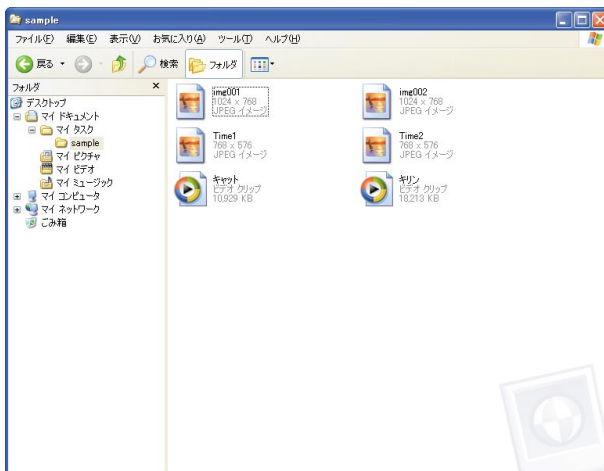 sample
ファイル(F) 編集(E) 表示(V) お気に入り(A) ツール(T) ヘルプ(H)
戻る 検索 フォルダ
フォルダ ×
デスクトップ
マイ ドキュメント
マイ タスク
sample
マイ ピクチャ
マイ ビデオ
マイ ミュージック
マイ コンピュータ
マイ ネットワーク
ごみ箱
img001
1024 x 768
JPEG イメージ
img002
1024 x 768
JPEG イメージ
Time1
768 x 576
JPEG イメージ
Time2
768 x 576
JPEG イメージ
キャット
ビデオ クリップ
10,929 KB
キリン
ビデオ クリップ
18,213 KB